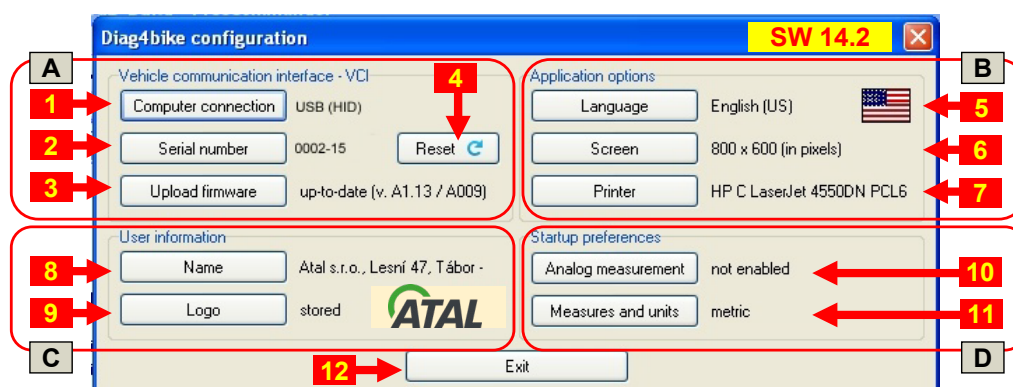 Diag4bike configuration
SW 14.2
A
Vehicle communication interface - VCI
4
Application options
B
1
Computer connection
USB (HID)
Language
English (US)
5
2
Serial number
0002-15
Reset
Screen
800 x 600 (in pixels)
6
3
Upload firmware
up-to-date (v. A1.13 / A009)
Printer
HP C LaserJet 4550DN PCL6
7
User information
Startup preferences
8
Name
Atal s.r.o., Lesní 47, Tábor -
Analog measurement
not enabled
10
9
Logo
stored
ATAL
Measures and units
metric
11
C
12
Exit
D